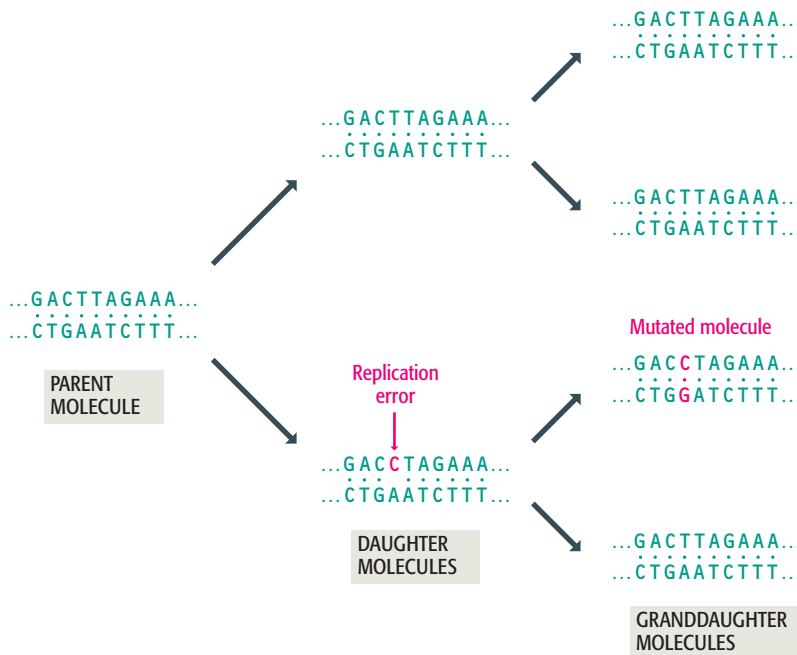 ...GACTTAGAAA...
...CTGAATCTTT...
...GACTTAGAAA...
...CTGAATCTTT...
...GACTTAGAAA...
...CTGAATCTTT...
...GACTTAGAAA...
...CTGAATCTTT...
PARENT
MOLECULE
Replication
error
...GACCTAGAAA...
...CTGAATCTTT...
DAUGHTER
MOLECULES
Mutated molecule
...GACCTAGAAA...
...CTGGATCTTT...
...GACTTAGAAA...
...CTGAATCTTT...
GRANDDAUGHTER
MOLECULES